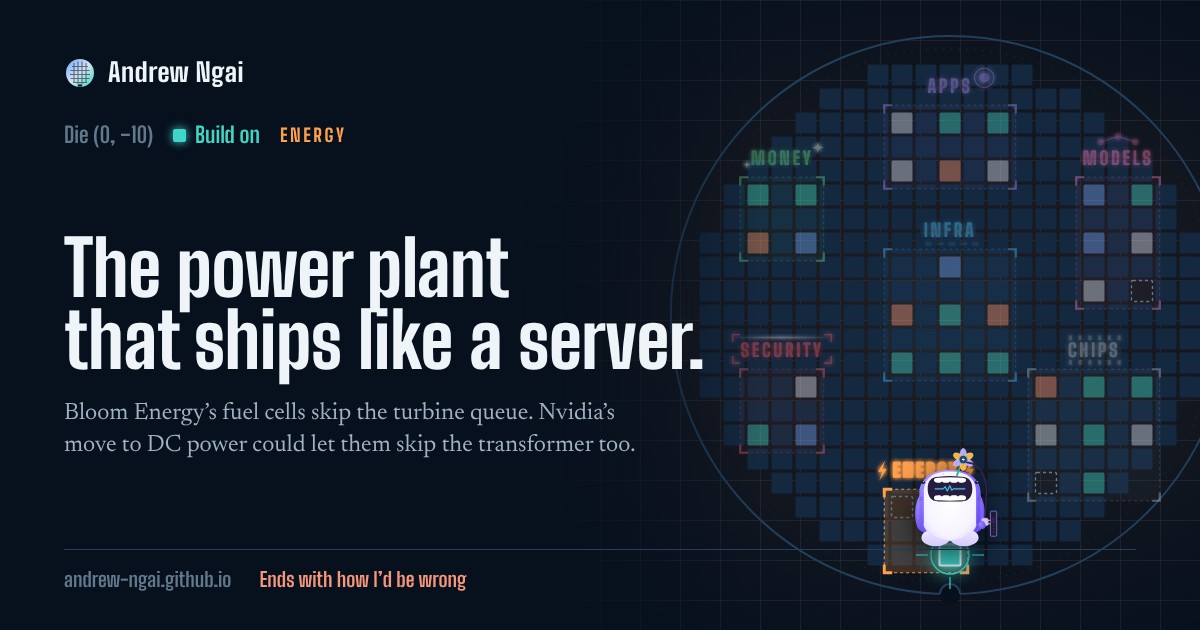 Andrew Ngai
Die (0, −10) Build on ENERGY
The power plant
that ships like a server.
Bloom Energy’s fuel cells skip the turbine queue. Nvidia’s
move to DC power could let them skip the transformer too.
andrew-ngai.github.io Ends with how I’d be wrong
APPS
MONEY
MODELS
INFRA
SECURITY
CHIPS
ENERGY